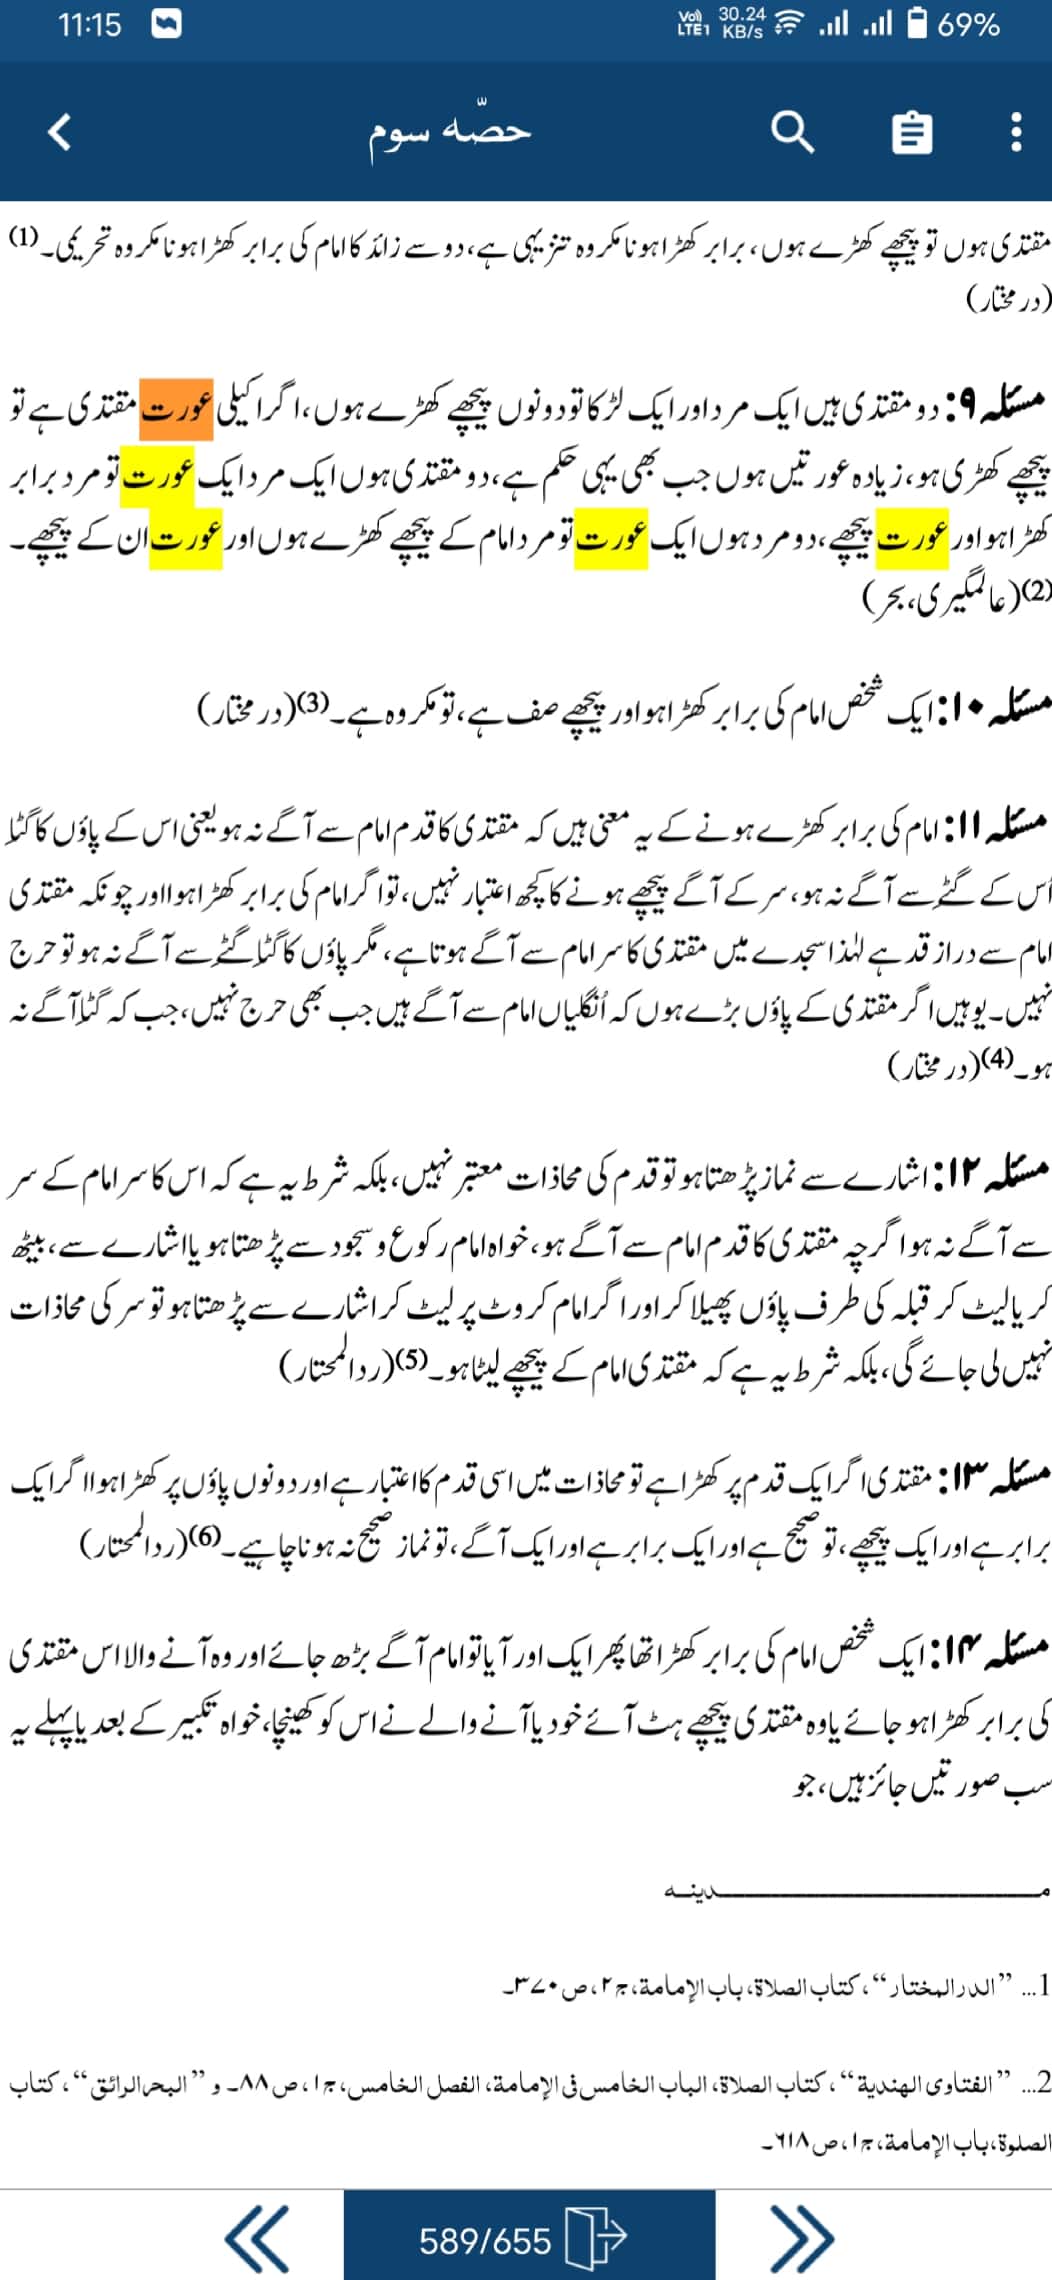 11:15 Vo) LTE1 30.24 KB/s 69%
حصّہ سوم
مقتدی ہوں تو پیچھے کھڑے ہوں، برابر کھڑا ہونا مکروہ تنزیہی ہے، دو سے زائد کا امام کی برابر کھڑا ہونا مکروہ تحریمی۔ (1)
(در مختار)
مسئلہ ۹: دو مقتدی ہیں ایک مرد اور ایک لڑکا تو دونوں پیچھے کھڑے ہوں، اگر اکیلی عورت مقتدی ہے تو
پیچھے کھڑی ہو، زیادہ عورتیں ہوں جب بھی یہی حکم ہے، دو مقتدی ہوں ایک مرد ایک عورت تو مرد برابر
کھڑا ہو اور عورت پیچھے، دو مرد ہوں ایک عورت تو مرد امام کے پیچھے کھڑے ہوں اور عورت ان کے پیچھے۔
(2) (عالمگیری، بحر)
مسئلہ ۱۰: ایک شخص امام کی برابر کھڑا ہو اور پیچھے صف ہے، تو مکروہ ہے۔ (3) (در مختار)
مسئلہ ۱۱: امام کی برابر کھڑے ہونے کے یہ معنی ہیں کہ مقتدی کا قدم امام سے آگے نہ ہو یعنی اس کے پاؤں کا گٹا
اُس کے گٹے سے آگے نہ ہو، سر کے آگے پیچھے ہونے کا کچھ اعتبار نہیں، تو اگر امام کی برابر کھڑا ہوا اور چونکہ مقتدی
امام سے دراز قد ہے لہٰذا سجدے میں مقتدی کا سر امام سے آگے ہوتا ہے، مگر پاؤں کا گٹا گٹے سے آگے نہ ہو تو حرج
نہیں۔ یوہیں اگر مقتدی کے پاؤں بڑے ہوں کہ اُنگلیاں امام سے آگے ہیں جب بھی حرج نہیں، جب کہ گٹا آگے نہ
ہو۔ (4) (در مختار)
مسئلہ ۱۲: اشارے سے نماز پڑھتا ہو تو قدم کی محاذات معتبر نہیں، بلکہ شرط یہ ہے کہ اس کا سر امام کے سر
سے آگے نہ ہو اگرچہ مقتدی کا قدم امام سے آگے ہو، خواہ امام رکوع و سجود سے پڑھتا ہو یا اشارے سے، بیٹھ
کر یا لیٹ کر قبلہ کی طرف پاؤں پھیلا کر اور اگر امام کروٹ پر لیٹ کر اشارے سے پڑھتا ہو تو سر کی محاذات
نہیں لی جائے گی، بلکہ شرط یہ ہے کہ مقتدی امام کے پیچھے لیٹا ہو۔ (5) (ردالمحتار)
مسئلہ ۱۳: مقتدی اگر ایک قدم پر کھڑا ہے تو محاذات میں اسی قدم کا اعتبار ہے اور دونوں پاؤں پر کھڑا ہو اگر ایک
برابر ہے اور ایک پیچھے، تو صحیح ہے اور ایک برابر ہے اور ایک آگے، تو نماز صحیح نہ ہونا چاہیے۔ (6) (ردالمحتار)
مسئلہ ۱۴: ایک شخص امام کی برابر کھڑا تھا پھر ایک اور آیا تو امام آگے بڑھ جائے اور وہ آنے والا اس مقتدی
کی برابر کھڑا ہو جائے یا وہ مقتدی پیچھے ہٹ آئے خود یا آنے والے نے اس کو کھینچا، خواہ تکبیر کے بعد یا پہلے یہ
سب صورتیں جائز ہیں، جو
مــــدینـــہ
1... ”الدرالمختار“، کتاب الصلاۃ، باب الإمامۃ، ج۲، ص۳۷۰۔
2... ”الفتاوی الھندیۃ“، کتاب الصلاۃ، الباب الخامس فی الإمامۃ، الفصل الخامس، ج۱، ص۸۸۔ و ”البحرالرائق“، کتاب
الصلوۃ، باب الإمامۃ، ج۱، ص۶۱۸۔
589/655